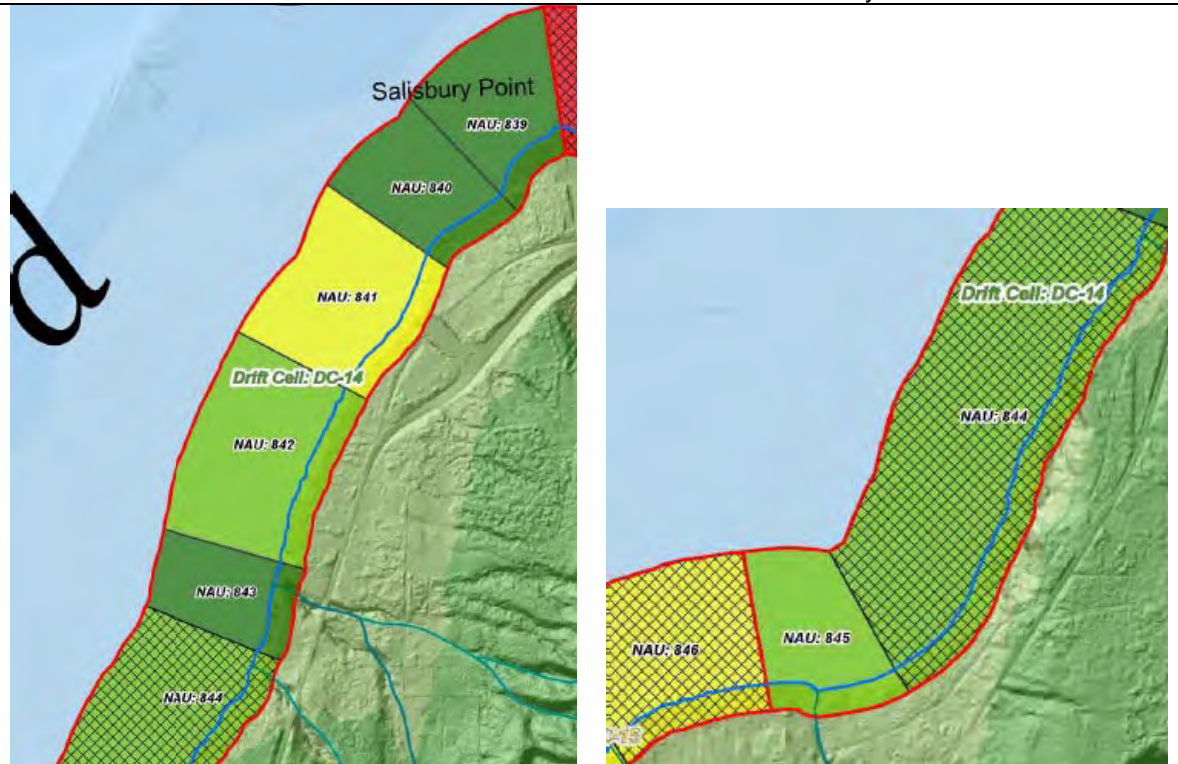 d
Salisbury Point
NAU: 839
NAU: 840
NAU: 841
Drift Cell: DC-14
NAU: 842
NAU: 843
NAU: 844
Drift Cell: DC-14
NAU: 844
NAU: 845
NAU: 846